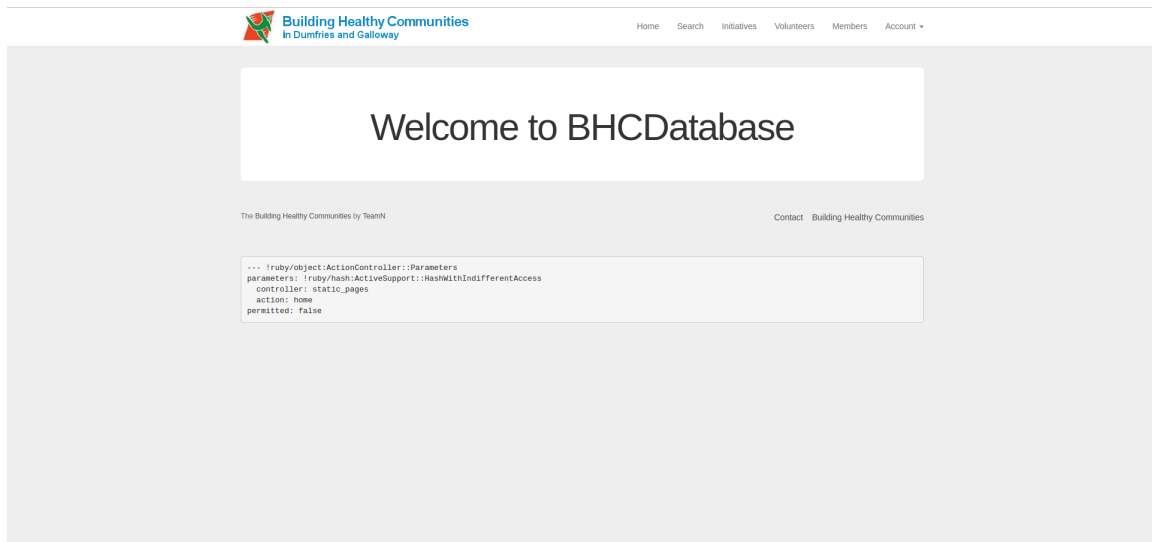 Building Healthy Communities
in Dumfries and Galloway
Home Search Initiatives Volunteers Members Account
Welcome to BHCDatabase
The Building Healthy Communities by TeamN
Contact Building Healthy Communities
--- !ruby/object:ActionController::Parameters
parameters: !ruby/hash:ActiveSupport::HashWithIndifferentAccess
  controller: static_pages
  action: home
permitted: false